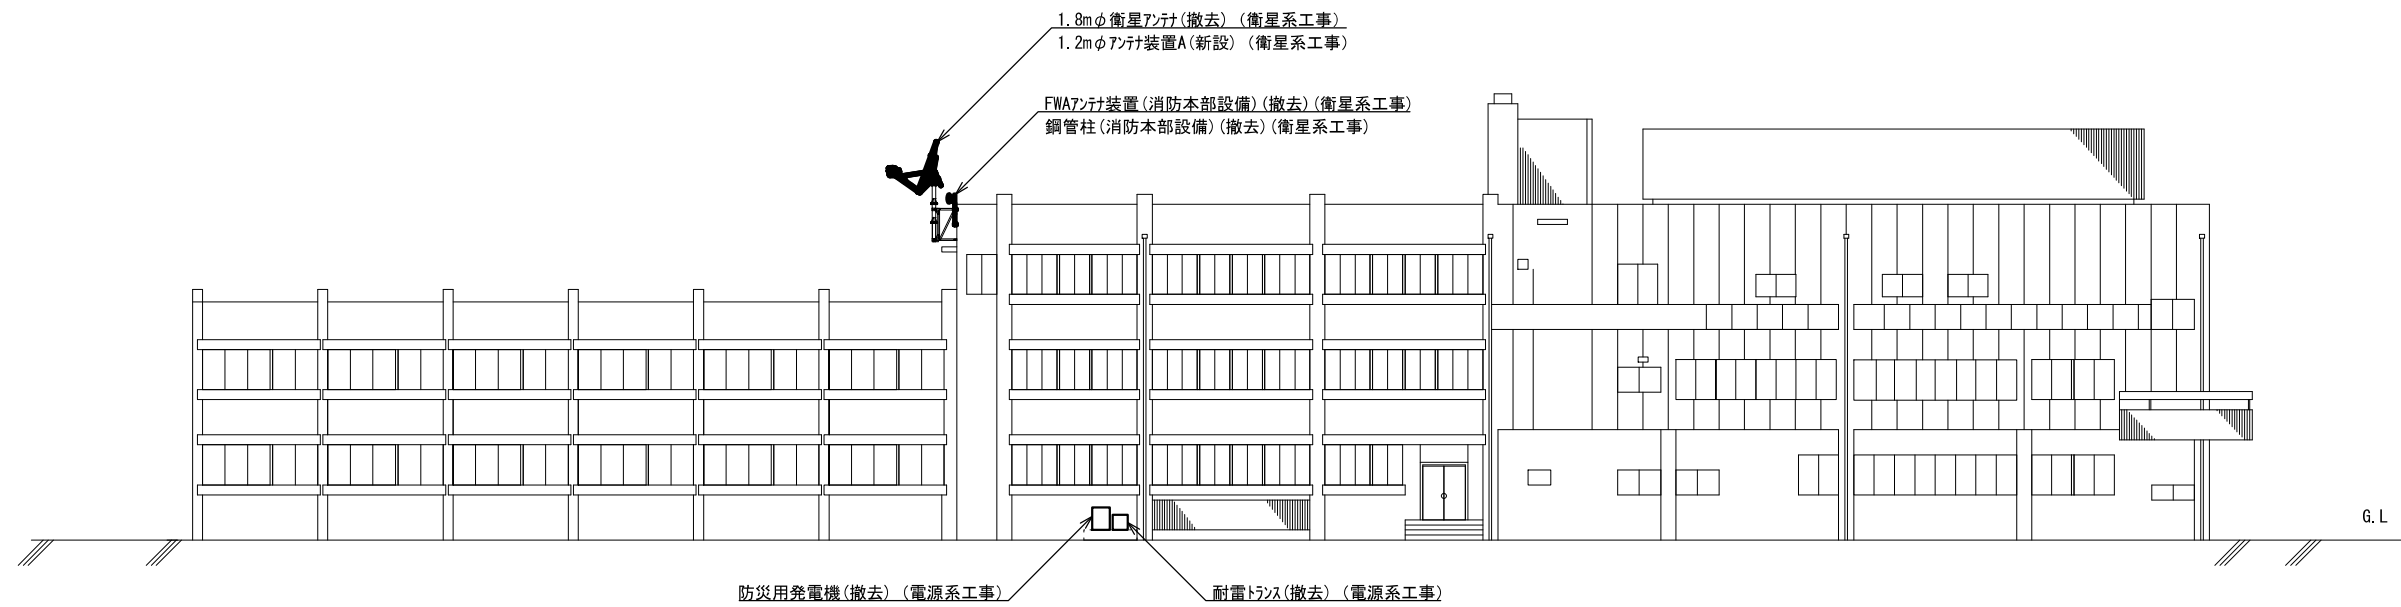 1.8mφ衛星ｱﾝﾃﾅ(撤去) (衛星系工事)
1.2mφｱﾝﾃﾅ装置A(新設) (衛星系工事)
FWAｱﾝﾃﾅ装置(消防本部設備)(撤去)(衛星系工事)
鋼管柱(消防本部設備)(撤去)(衛星系工事)
G.L
防災用発電機(撤去) (電源系工事)
耐雷ﾄﾗﾝｽ(撤去) (電源系工事)